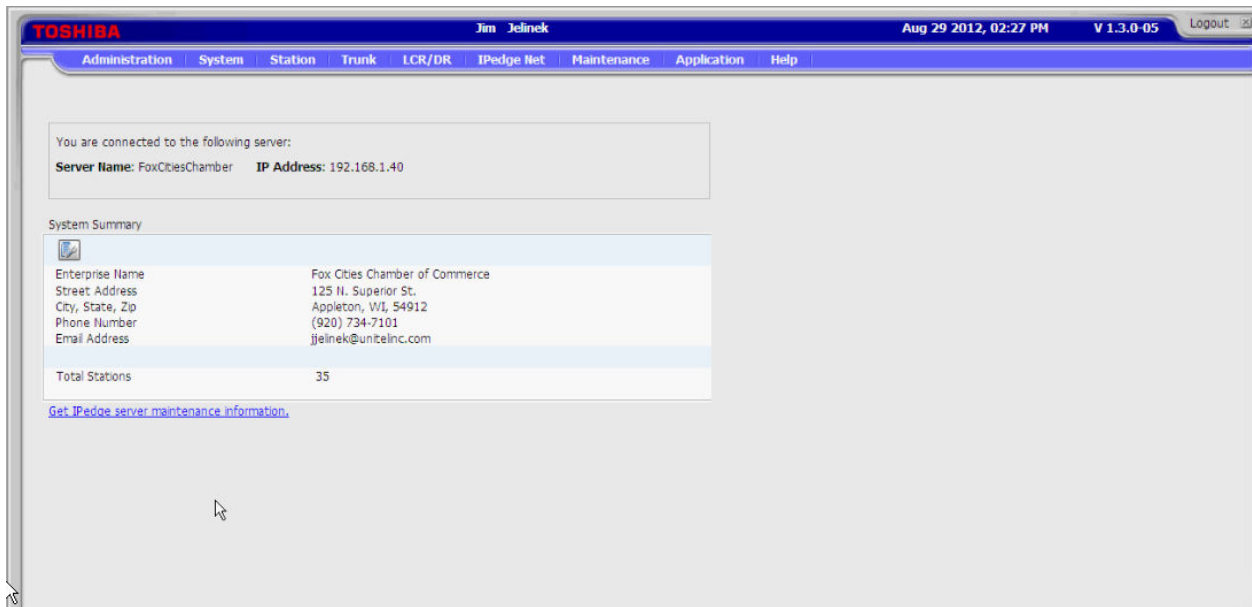 TOSHIBA Jim Jelinek Aug 29 2012, 02:27 PM V 1.3.0-05 Logout
Administration System Station Trunk LCR/DR IPedge Net Maintenance Application Help
You are connected to the following server:
Server Name: FoxCitiesChamber IP Address: 192.168.1.40
System Summary
Enterprise Name Fox Cities Chamber of Commerce
Street Address 125 N. Superior St.
City, State, Zip Appleton, WI, 54912
Phone Number (920) 734-7101
Email Address jjelinek@unitelinc.com
Total Stations 35
Get IPedge server maintenance information.